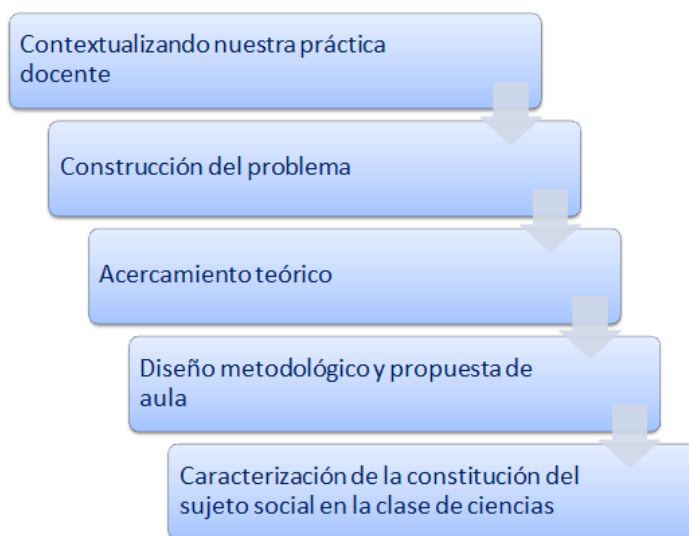 Contextualizando nuestra práctica
docente
Construcción del problema
Acercamiento teórico
Diseño metodológico y propuesta de
aula
Caracterización de la constitución del
sujeto social en la clase de ciencias